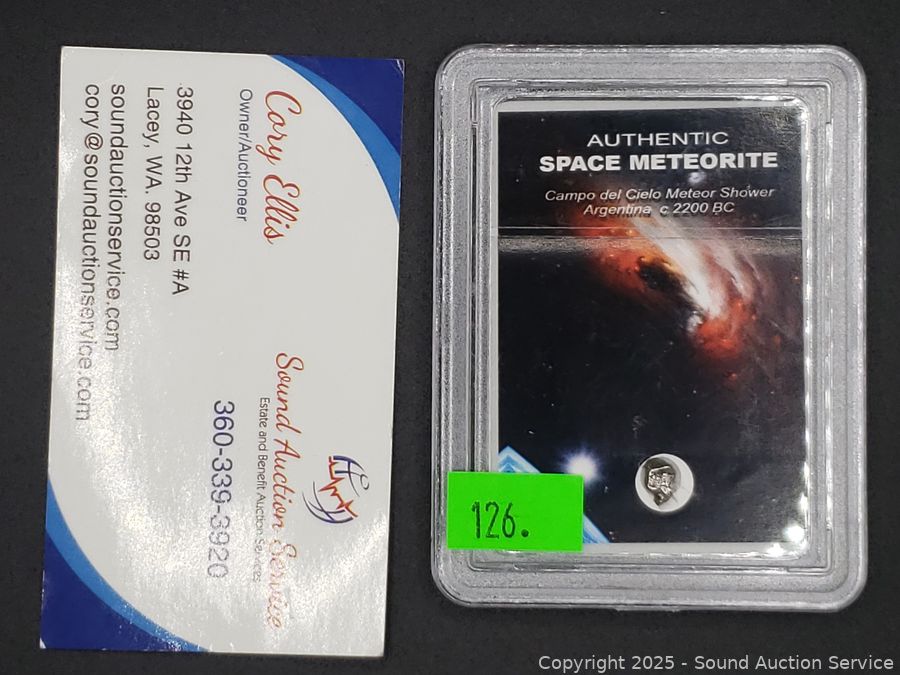 Cory Ellis
Owner/Auctioneer
3940 12th Ave SE #A
Lacey, WA. 98503
soundauctionservice.com
cory@soundauctionservice.com
Sound Auction Service
Estate and Benefit Auction Services
360-339-3920
AUTHENTIC
SPACE METEORITE
Campo del Cielo Meteor Shower
Argentina c 2200 BC
126.
Copyright 2025 - Sound Auction Service